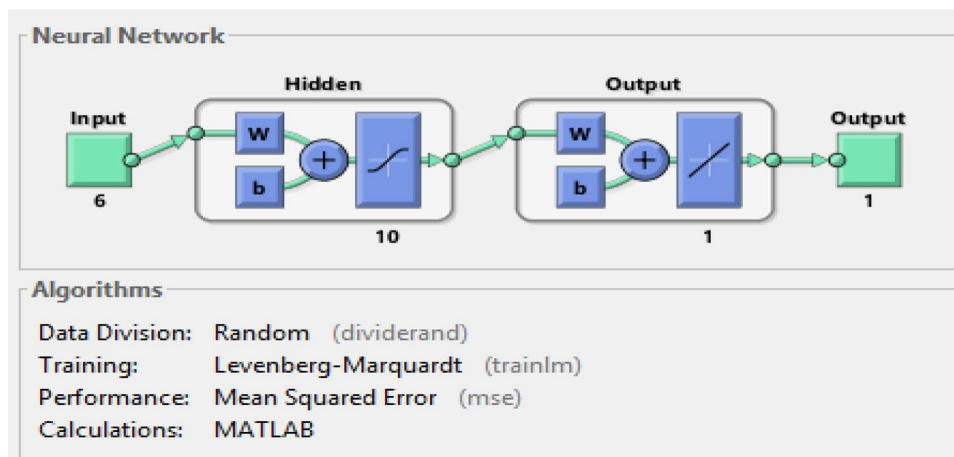 Neural Network
Hidden
Output
Input
Output
W
W
+
+
b
b
6
10
1
1
Algorithms
Data Division: Random (dividerand)
Training: Levenberg-Marquardt (trainlm)
Performance: Mean Squared Error (mse)
Calculations: MATLAB